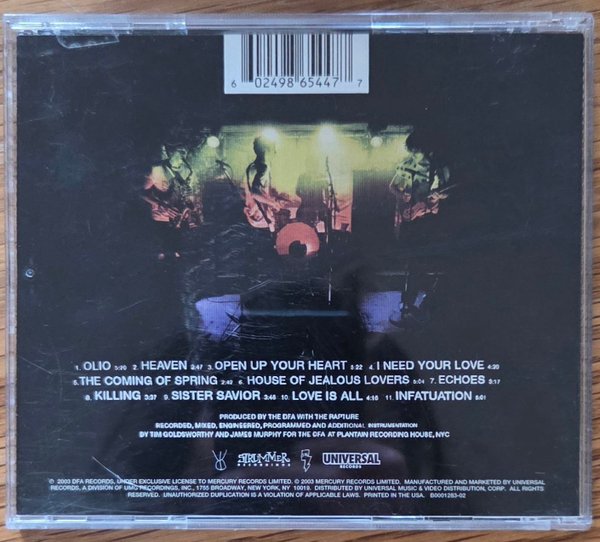 6 02498 65447 7
1. OLIO 5:20 2. HEAVEN 3:47 3. OPEN UP YOUR HEART 5:22 4. I NEED YOUR LOVE 4:20
5. THE COMING OF SPRING 2:42 6. HOUSE OF JEALOUS LOVERS 5:04 7. ECHOES 3:17
8. KILLING 3:37 9. SISTER SAVIOR 3:48 10. LOVE IS ALL 4:16 11. INFATUATION 5:01
PRODUCED BY THE DFA WITH THE RAPTURE
RECORDED, MIXED, ENGINEERED, PROGRAMMED AND ADDITIONAL INSTRUMENTATION
BY TIM GOLDSWORTHY AND JAMES MURPHY FOR THE DFA AT PLANTAIN RECORDING HOUSE, NYC
STRUMMER RECORDINGS UNIVERSAL RECORDS
℗ 2003 DFA RECORDS, UNDER EXCLUSIVE LICENSE TO MERCURY RECORDS LIMITED. © 2003 MERCURY RECORDS LIMITED. MANUFACTURED AND MARKETED BY UNIVERSAL
RECORDS, A DIVISION OF UMG RECORDINGS, INC., 1755 BROADWAY, NEW YORK, NY 10019. DISTRIBUTED BY UNIVERSAL MUSIC & VIDEO DISTRIBUTION, CORP. ALL RIGHTS
RESERVED. UNAUTHORIZED DUPLICATION IS A VIOLATION OF APPLICABLE LAWS. PRINTED IN THE USA. B0001283-02